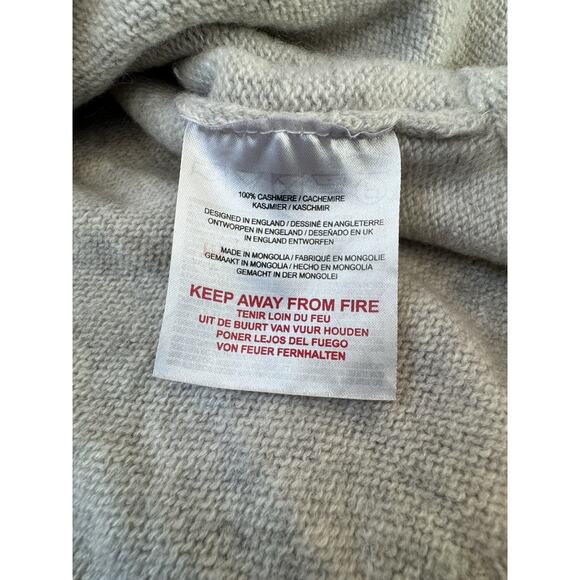 100% CASHMERE / CACHEMIRE
KASJMIER / KASCHMIR
DESIGNED IN ENGLAND / DESSINÉ EN ANGLETERRE
ONTWORPEN IN ENGELAND / DESEÑADO EN UK
IN ENGLAND ENTWORFEN
MADE IN MONGOLIA / FABRIQUÉ EN MONGOLIE
GEMAAKT IN MONGOLIA / HECHO EN MONGOLIA
GEMACHT IN DER MONGOLEI
KEEP AWAY FROM FIRE
TENIR LOIN DU FEU
UIT DE BUURT VAN VUUR HOUDEN
PONER LEJOS DEL FUEGO
VON FEUER FERNHALTEN